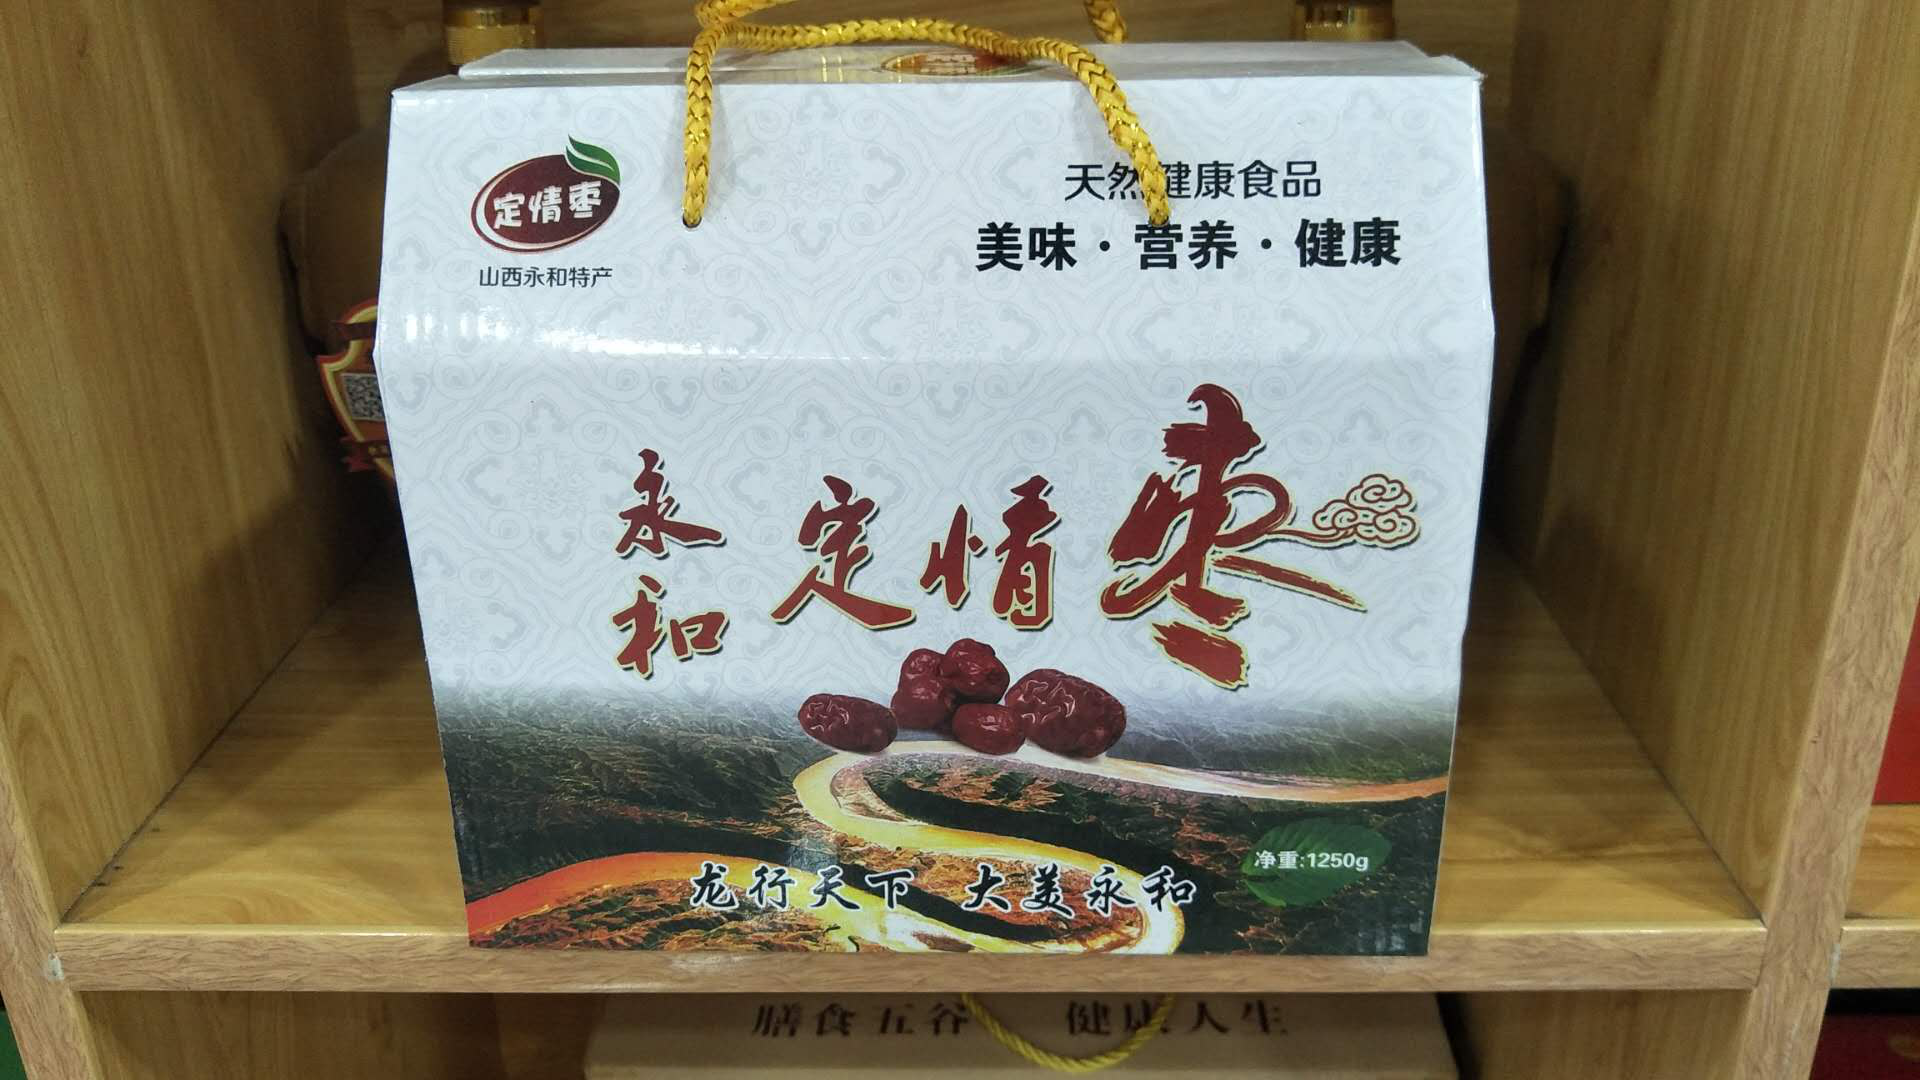 定情枣
山西永和特产
天然健康食品
美味·营养·健康
永和
定情枣
净重:1250g
龙行天下 大美永和
膳食五谷 健康人生